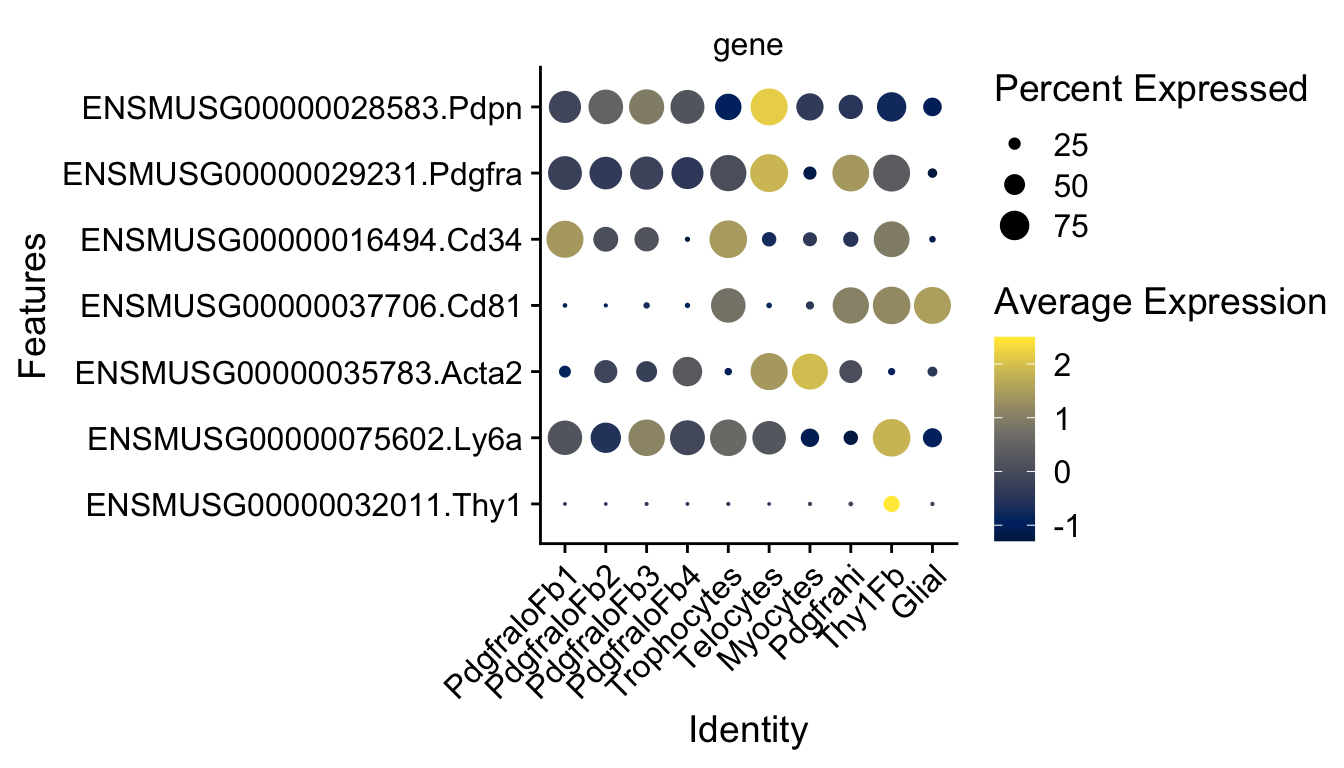 gene
Features
ENSMUSG00000028583.Pdpn
ENSMUSG00000029231.Pdgfra
ENSMUSG00000016494.Cd34
ENSMUSG00000037706.Cd81
ENSMUSG00000035783.Acta2
ENSMUSG00000075602.Ly6a
ENSMUSG00000032011.Thy1
PdgfraloFb1
PdgfraloFb2
PdgfraloFb3
PdgfraloFb4
Trophocytes
Telocytes
Myocytes
Pdgfrahi
Thy1Fb
Glial
Identity
Percent Expressed
25
50
75
Average Expression
2
1
0
-1